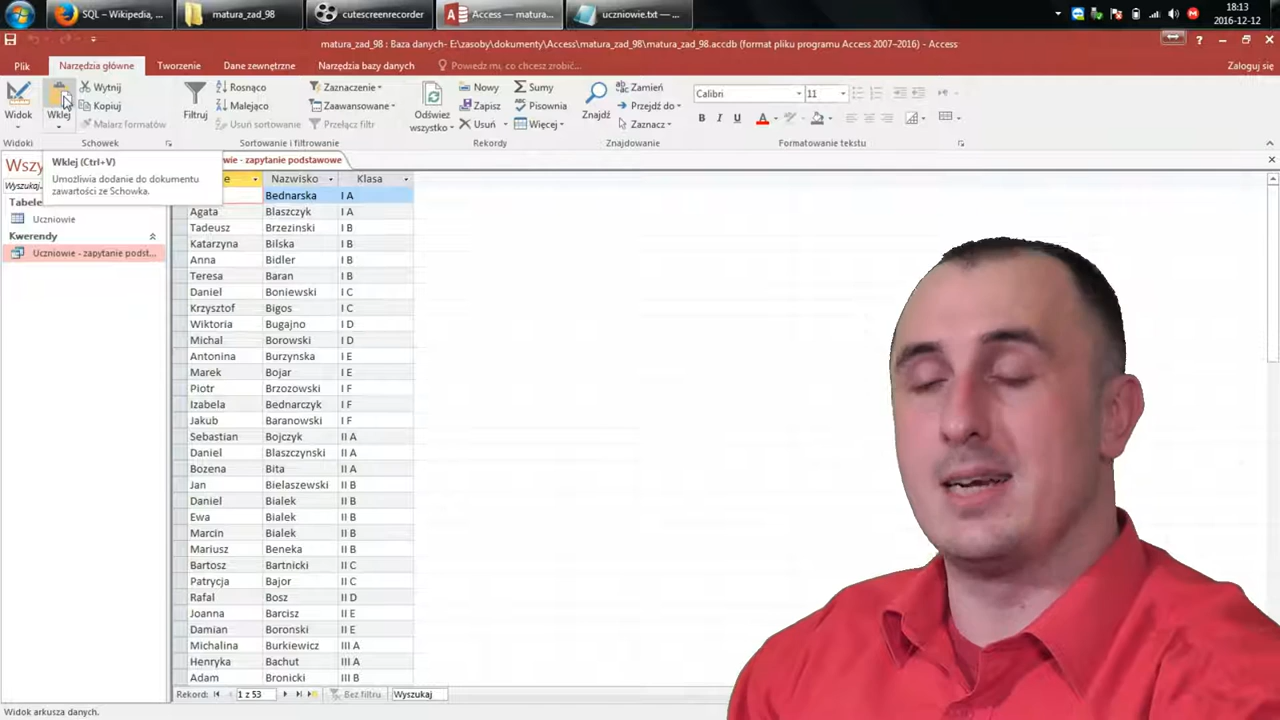 SQL – Wikipedia, ...
matura_zad_98
cutescreenrecorder
Access — matura...
uczniowie.txt — ...
18:13
2016-12-12
matura_zad_98 : Baza danych- E:\zasoby\dokumenty\Access\matura_zad_98\matura_zad_98.accdb (format pliku programu Access 2007–2016) - Access
Plik
Narzędzia główne
Tworzenie
Dane zewnętrzne
Narzędzia bazy danych
Powiedz mi, co chcesz zrobić...
Zaloguj się
Widok
Wklej
Wytnij
Kopiuj
Malarz formatów
Filtruj
Rosnąco
Malejąco
Usuń sortowanie
Zaznaczenie
Zaawansowane
Przełącz filtr
Odśwież wszystko
Nowy
Zapisz
Usuń
Sumy
Pisownia
Więcej
Znajdź
Zamień
Przejdź do
Zaznacz
Calibri
11
B I U
A
Widoki
Schowek
Sortowanie i filtrowanie
Rekordy
Znajdowanie
Formatowanie tekstu
Wklej (Ctrl+V)
Umożliwia dodanie do dokumentu
zawartości ze Schowka.
Wszy
Wyszukaj.
Tabele
Uczniowie
Kwerendy
Uczniowie - zapytanie podst...
wie - zapytanie podstawowe
e Nazwisko Klasa
Bednarska I A
Agata Blaszczyk I A
Tadeusz Brzezinski I B
Katarzyna Bilska I B
Anna Bidler I B
Teresa Baran I B
Daniel Boniewski I C
Krzysztof Bigos I C
Wiktoria Bugajno I D
Michal Borowski I D
Antonina Burzynska I E
Marek Bojar I E
Piotr Brzozowski I F
Izabela Bednarczyk I F
Jakub Baranowski I F
Sebastian Bojczyk II A
Daniel Blaszczynski II A
Bozena Bita II A
Jan Bielaszewski II B
Daniel Bialek II B
Ewa Bialek II B
Marcin Bialek II B
Mariusz Beneka II B
Bartosz Bartnicki II C
Patrycja Bajor II C
Rafal Bosz II D
Joanna Barcisz II E
Damian Boronski II E
Michalina Burkiewicz III A
Henryka Bachut III A
Adam Bronicki III B
Rekord: 1 z 53 Bez filtru Wyszukaj
Widok arkusza danych.